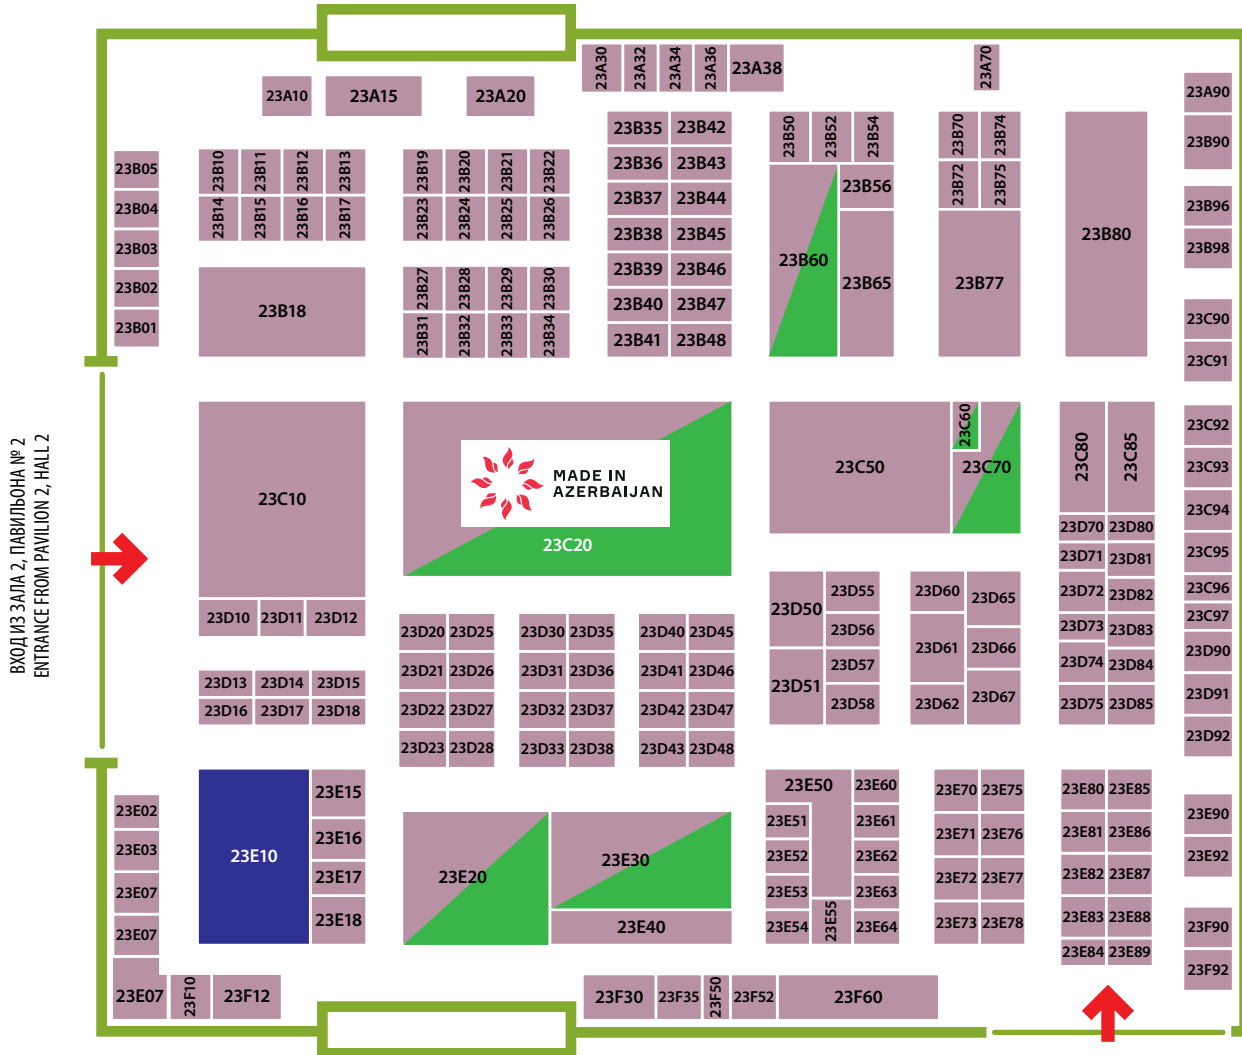 23A30
23A32
23A34
23A36
23A38
23A70
23A10
23A15
23A20
23A90
23B90
23B05
23B04
23B03
23B02
23B01
23B10
23B11
23B12
23B13
23B14
23B15
23B16
23B17
23B18
23B19
23B20
23B21
23B22
23B23
23B24
23B25
23B26
23B27
23B28
23B29
23B30
23B31
23B32
23B33
23B34
23B35 23B42
23B36 23B43
23B37 23B44
23B38 23B45
23B39 23B46
23B40 23B47
23B41 23B48
23B50
23B52
23B54
23B56
23B60
23B65
23B70
23B74
23B72
23B75
23B77
23B80
23B96
23B98
23C90
23C91
ВХОД ИЗ ЗАЛА 2, ПАВИЛЬОНА № 2
ENTRANCE FROM PAVILION 2, HALL 2
23C10
MADE IN
AZERBAIJAN
23C20
23C50
23C60
23C70
23C80
23C85
23C92
23C93
23C94
23C95
23C96
23C97
23D90
23D91
23D92
23D10 23D11 23D12
23D13 23D14 23D15
23D16 23D17 23D18
23D20 23D25
23D21 23D26
23D22 23D27
23D23 23D28
23D30 23D35
23D31 23D36
23D32 23D37
23D33 23D38
23D40 23D45
23D41 23D46
23D42 23D47
23D43 23D48
23D50
23D51
23D55
23D56
23D57
23D58
23D60
23D61
23D62
23D65
23D66
23D67
23D70 23D80
23D71 23D81
23D72 23D82
23D73 23D83
23D74 23D84
23D75 23D85
23E02
23E03
23E07
23E07
23E07
23F10
23F12
23E10
23E15
23E16
23E17
23E18
23E20
23E30
23E40
23E50
23E51
23E52
23E53
23E54
23E55
23E60
23E61
23E62
23E63
23E64
23E70 23E75
23E71 23E76
23E72 23E77
23E73 23E78
23E80 23E85
23E81 23E86
23E82 23E87
23E83 23E88
23E84 23E89
23E90
23E92
23F90
23F92
23F30
23F35
23F50
23F52
23F60